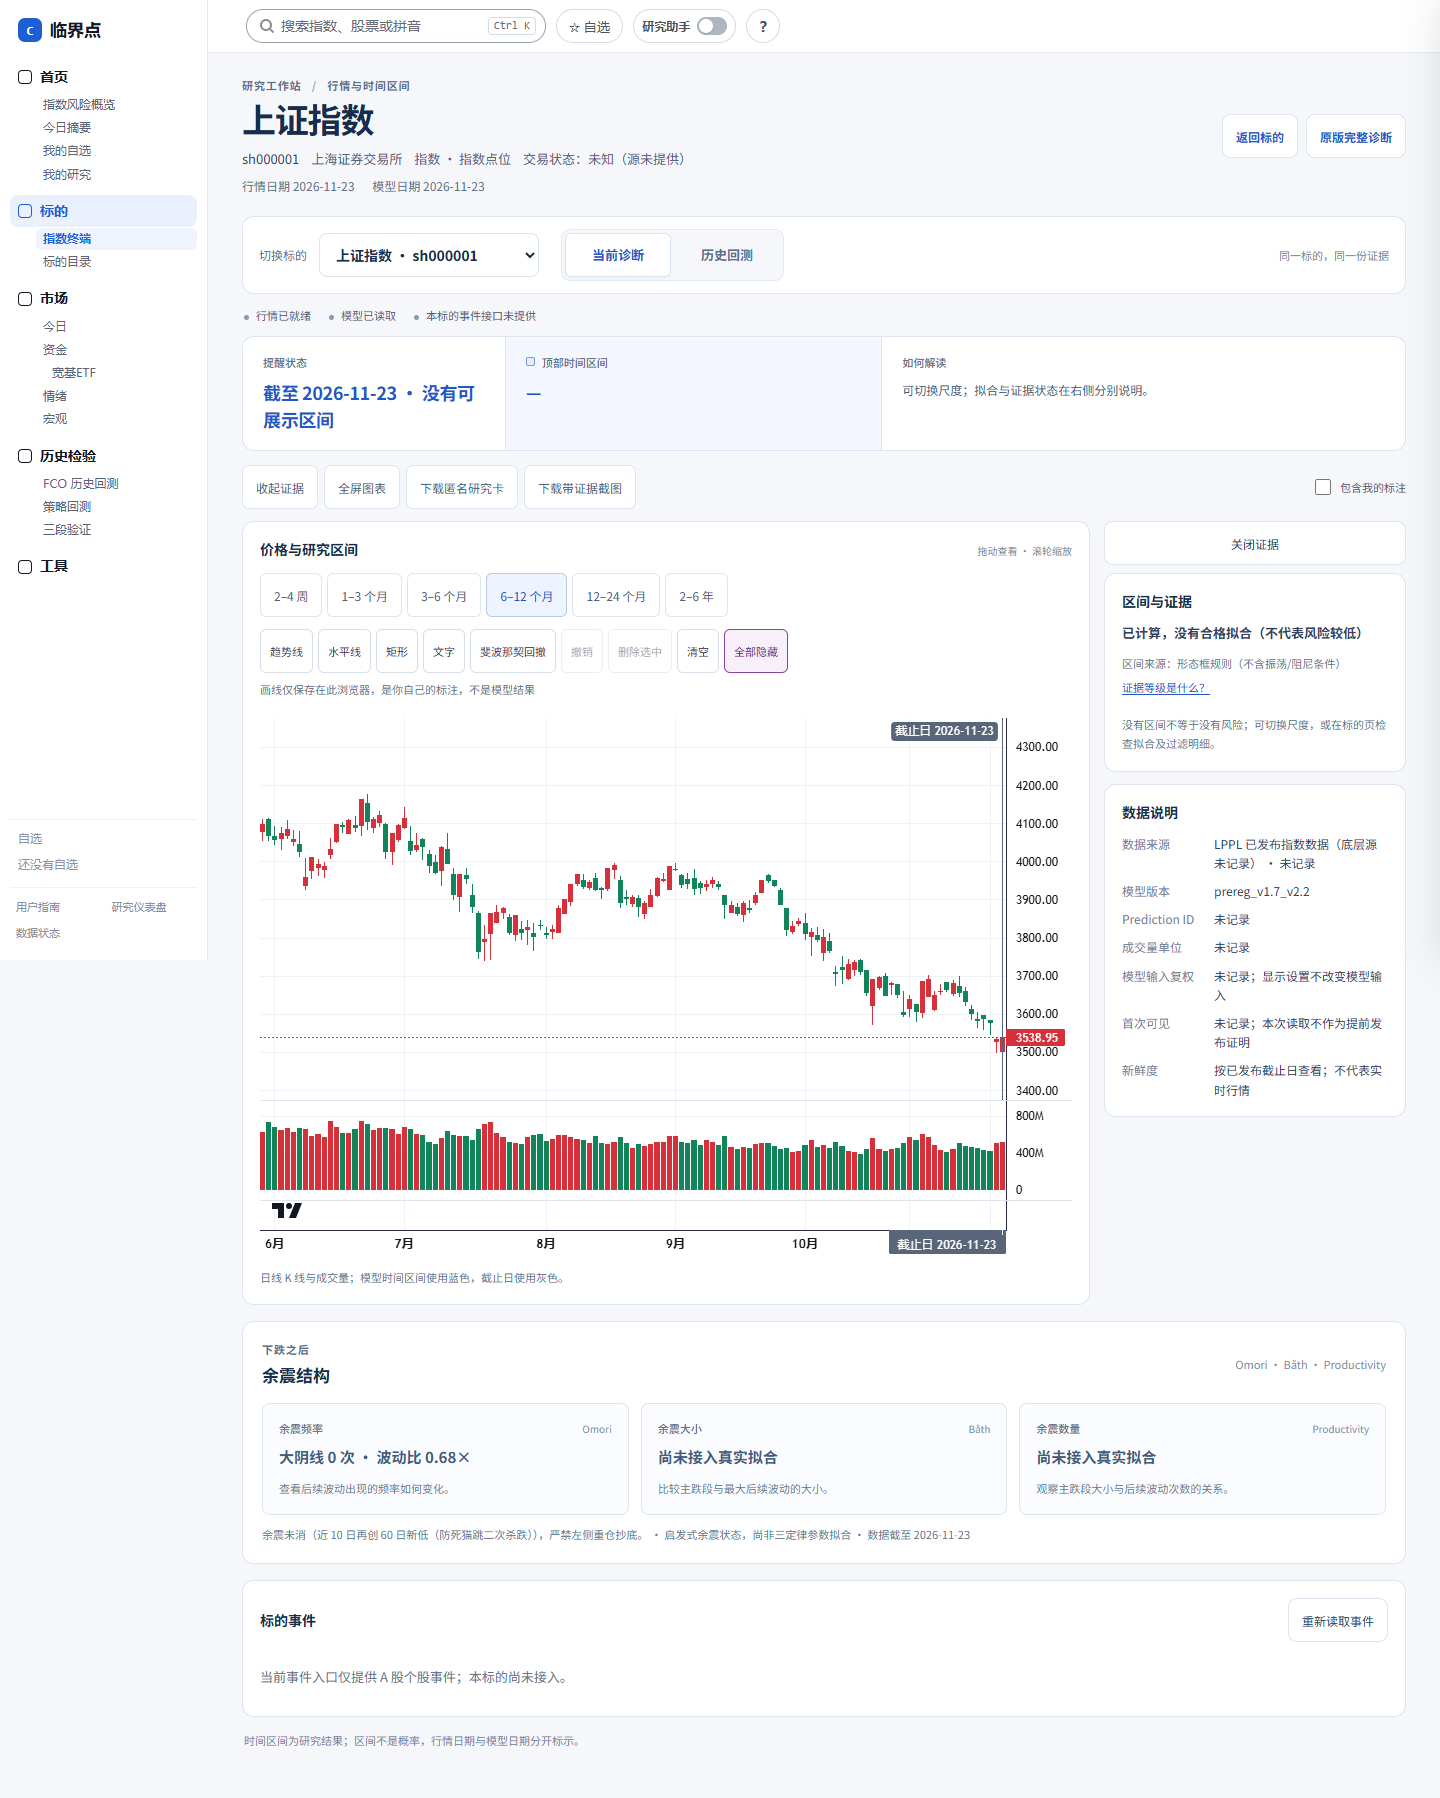 C 临界点
首页
指数风险概览
今日摘要
我的自选
我的研究
标的
指数终端
标的目录
市场
今日
资金
宽基ETF
情绪
宏观
历史检验
FCO 历史回测
策略回测
三段验证
工具
自选
还没有自选
用户指南 研究仪表盘
数据状态
搜索指数、股票或拼音 Ctrl K ☆ 自选 研究助手 ?
研究工作站 / 行情与时间区间
上证指数
sh000001 上海证券交易所 指数 · 指数点位 交易状态：未知（源未提供）
行情日期 2026-11-23 模型日期 2026-11-23
返回标的 原版完整诊断
切换标的 上证指数 · sh000001 当前诊断 历史回测 同一标的，同一份证据
行情已就绪 模型已读取 本标的事件接口未提供
提醒状态
截至 2026-11-23 · 没有可
展示区间
顶部时间区间
—
如何解读
可切换尺度；拟合与证据状态在右侧分别说明。
收起证据 全屏图表 下载匿名研究卡 下载带证据截图 包含我的标注
价格与研究区间 拖动查看 · 滚轮缩放
2–4 周 1–3 个月 3–6 个月 6–12 个月 12–24 个月 2–6 年
趋势线 水平线 矩形 文字 斐波那契回撤 撤销 删除选中 清空 全部隐藏
画线仅保存在此浏览器，是你自己的标注，不是模型结果
截止日 2026-11-23
4300.00
4200.00
4100.00
4000.00
3900.00
3800.00
3700.00
3600.00
3538.95
3500.00
3400.00
800M
400M
0
6月 7月 8月 9月 10月 截止日 2026-11-23
日线 K 线与成交量；模型时间区间使用蓝色，截止日使用灰色。
关闭证据
区间与证据
已计算，没有合格拟合（不代表风险较低）
区间来源：形态框规则（不含振荡/阻尼条件）
证据等级是什么？
没有区间不等于没有风险；可切换尺度，或在标的页检
查拟合及过滤明细。
数据说明
数据来源 LPPL 已发布指数数据（底层源
未记录） · 未记录
模型版本 prereg_v1.7_v2.2
Prediction ID 未记录
成交量单位 未记录
模型输入复权 未记录；显示设置不改变模型输
入
首次可见 未记录；本次读取不作为提前发
布证明
新鲜度 按已发布截止日查看；不代表实
时行情
下跌之后
余震结构
Omori · Båth · Productivity
余震频率 Omori
大阴线 0 次 · 波动比 0.68×
查看后续波动出现的频率如何变化。
余震大小 Båth
尚未接入真实拟合
比较主跌段与最大后续波动的大小。
余震数量 Productivity
尚未接入真实拟合
观察主跌段大小与后续波动次数的关系。
余震未消（近 10 日再创 60 日新低（防死猫跳二次杀跌）），严禁左侧重仓抄底。 · 启发式余震状态，尚非三定律参数拟合 · 数据截至 2026-11-23
标的事件 重新读取事件
当前事件入口仅提供 A 股个股事件；本标的尚未接入。
时间区间为研究结果；区间不是概率，行情日期与模型日期分开标示。